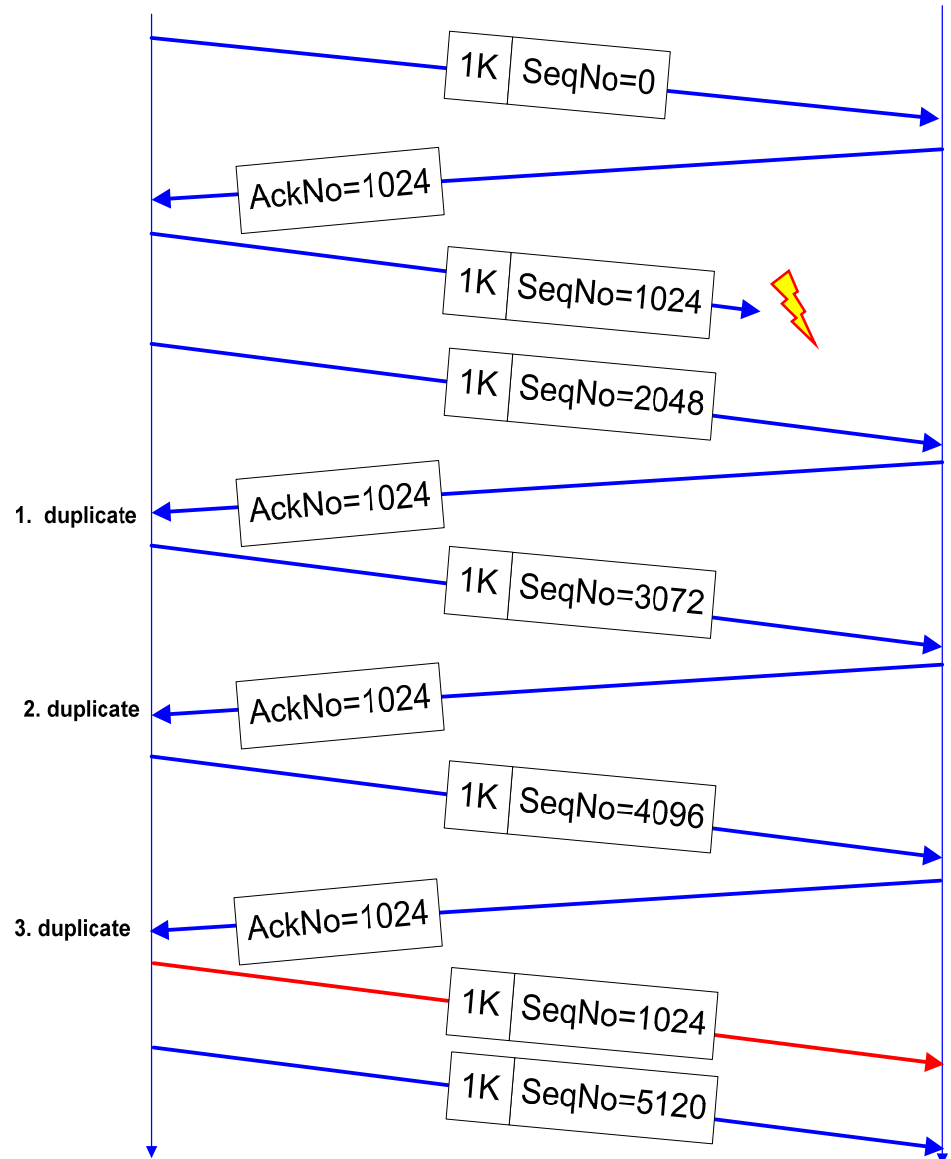 1K SeqNo=0
AckNo=1024
1K SeqNo=1024
1K SeqNo=2048
AckNo=1024
1. duplicate
1K SeqNo=3072
AckNo=1024
2. duplicate
1K SeqNo=4096
AckNo=1024
3. duplicate
1K SeqNo=1024
1K SeqNo=5120